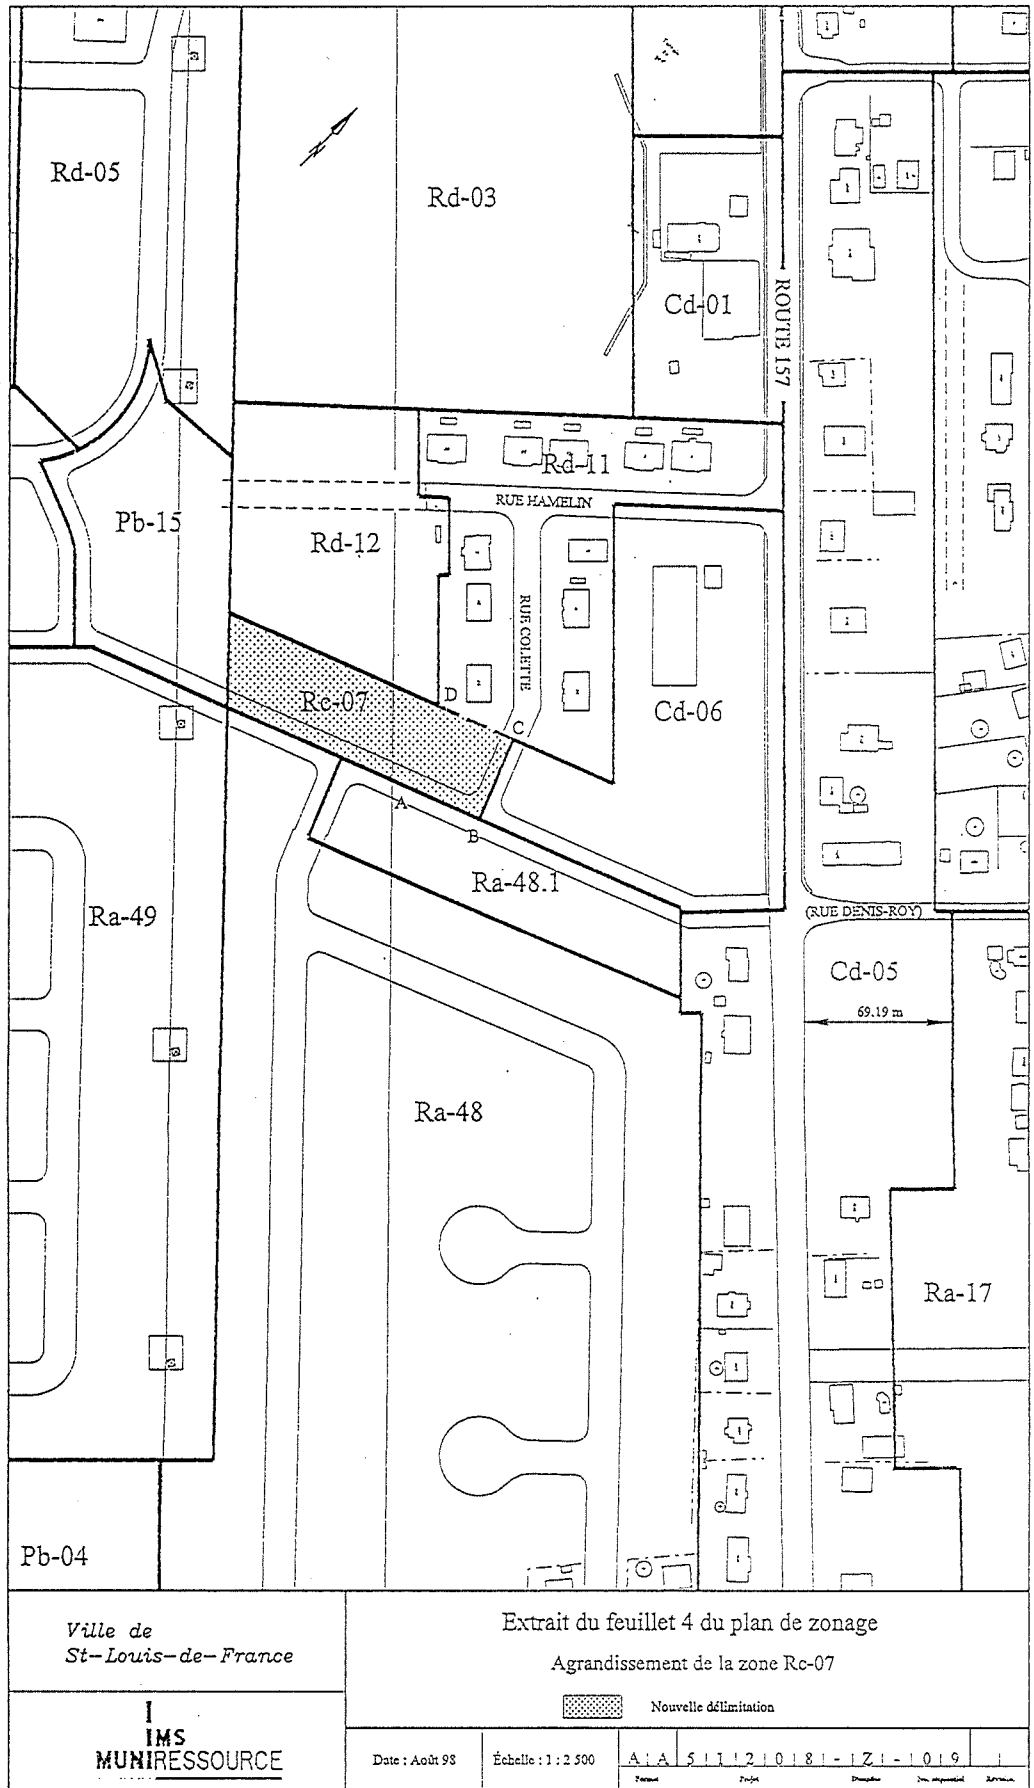 Rd-05
Rd-03
Cd-01
ROUTE 157
Rd-11
RUE HAMELIN
Pb-15
Rd-12
RUE COLETTE
Rc-07
D
C
Cd-06
A
B
Ra-48.1
Ra-49
(RUE DENIS-ROY)
Cd-05
69.19 m
Ra-48
Ra-17
Pb-04
Ville de
St-Louis-de-France
Extrait du feuillet 4 du plan de zonage
Agrandissement de la zone Rc-07
Nouvelle délimitation
I
IMS
MUNIRESSOURCE
Date : Août 98
Échelle : 1 : 2 500
A A 5 1 1 2 0 8 - Z - 0 9
Format Projet